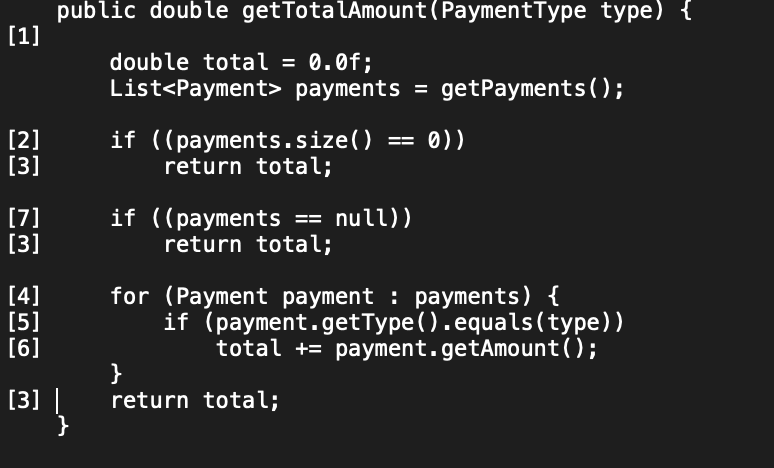 public double getTotalAmount(PaymentType type) {
[1]
        double total = 0.0f;
        List<Payment> payments = getPayments();
[2]     if ((payments.size() == 0))
[3]         return total;
[7]     if ((payments == null))
[3]         return total;
[4]     for (Payment payment : payments) {
[5]         if (payment.getType().equals(type))
[6]             total += payment.getAmount();
        }
[3]     return total;
    }